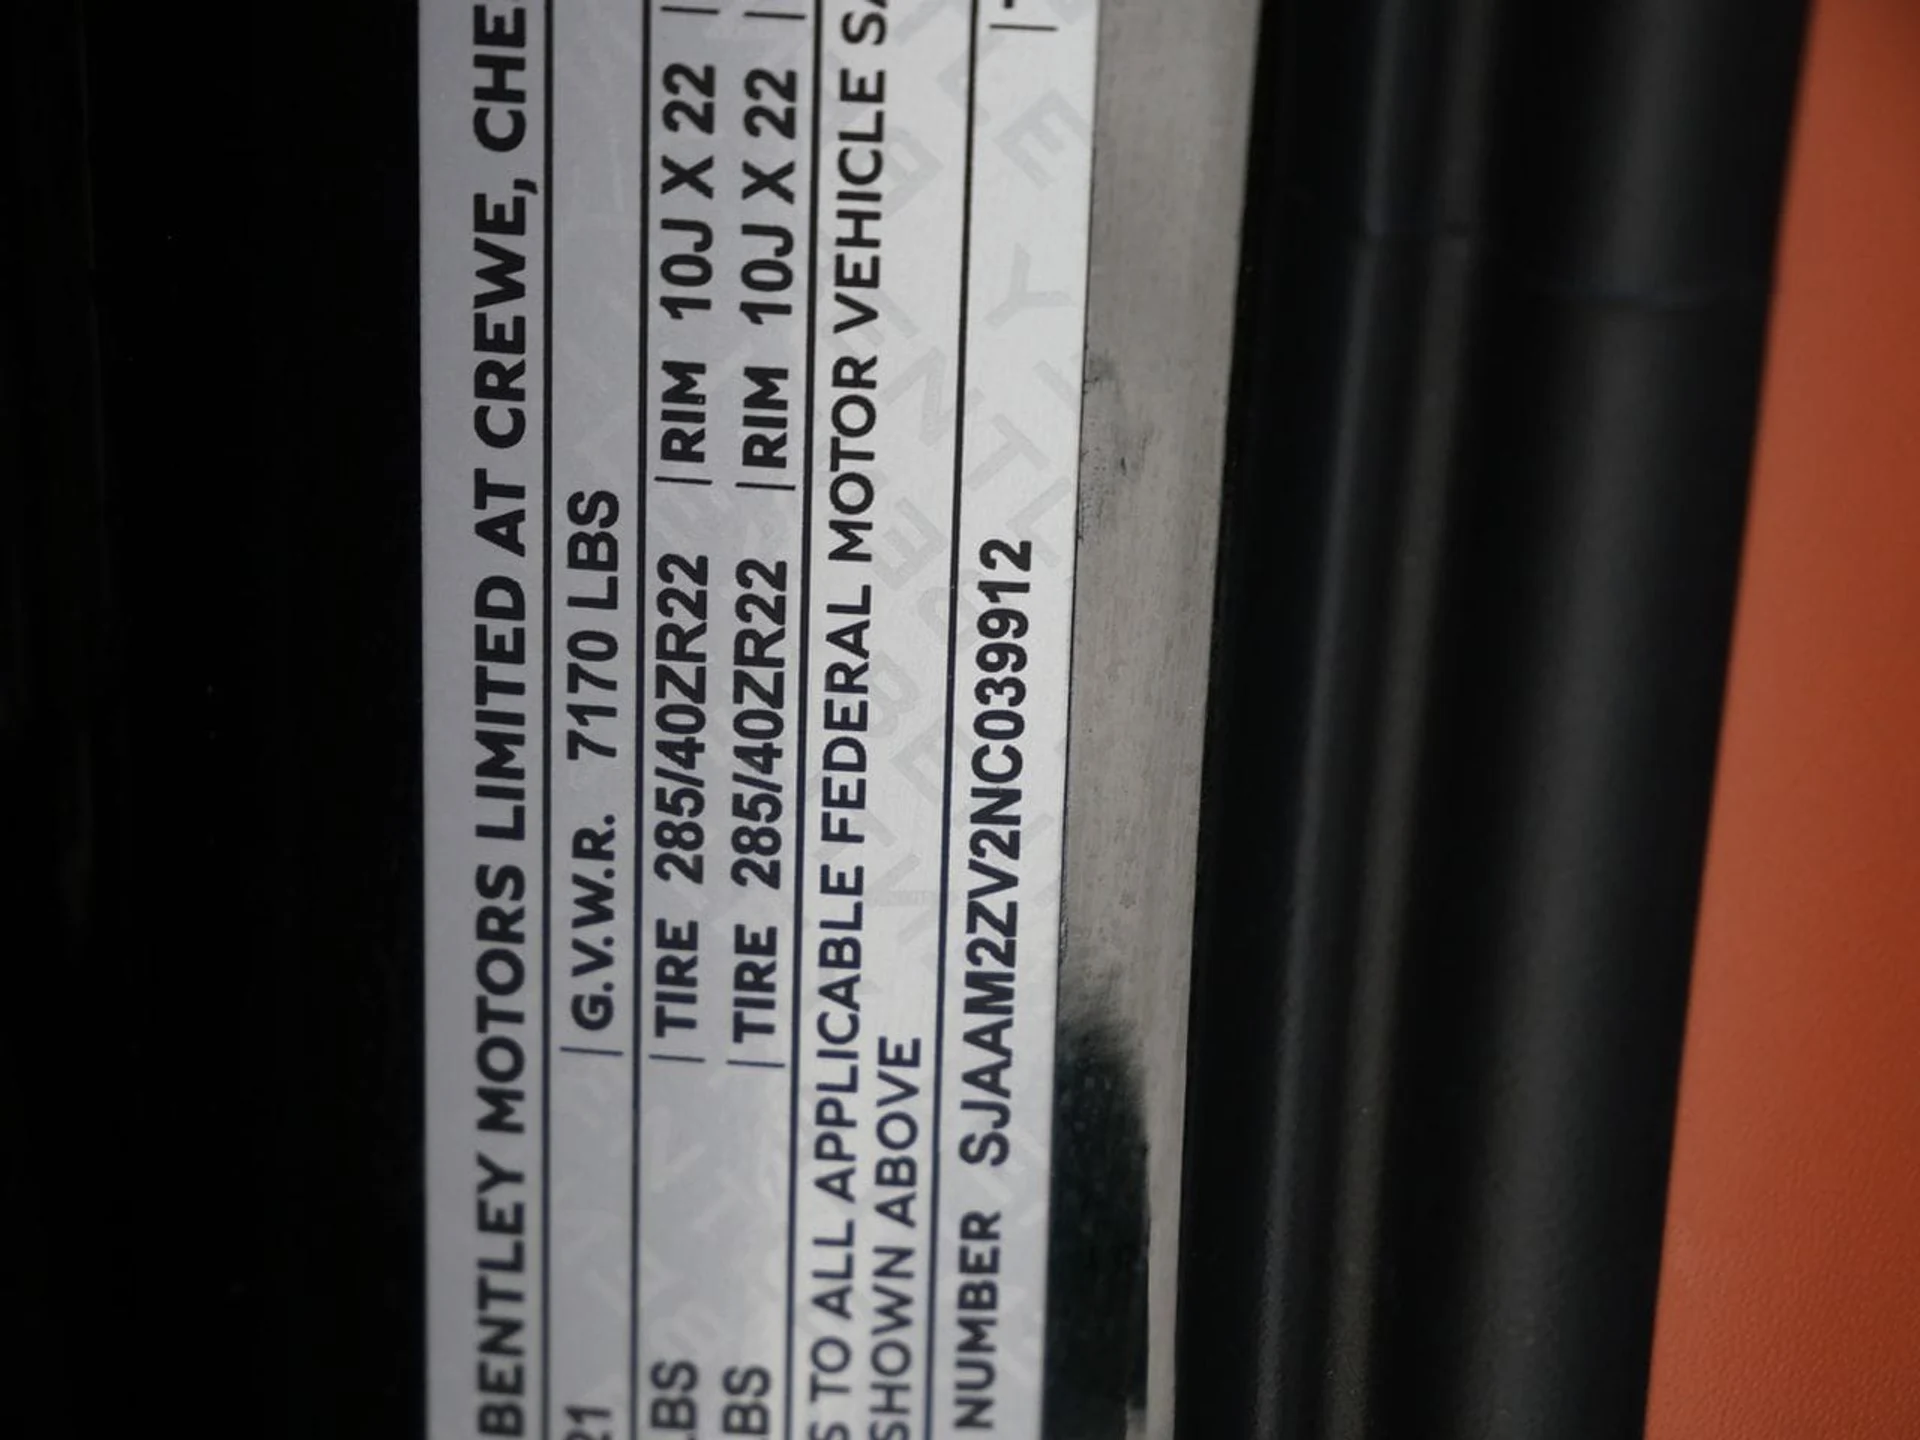 BENTLEY MOTORS LIMITED AT CREWE, CHE
21 | G.V.W.R. 7170 LBS
LBS | TIRE 285/40ZR22 | RIM 10J X 22 |
LBS | TIRE 285/40ZR22 | RIM 10J X 22 |
S TO ALL APPLICABLE FEDERAL MOTOR VEHICLE SA
SHOWN ABOVE
NUMBER SJAAM2ZV2NC039912 |